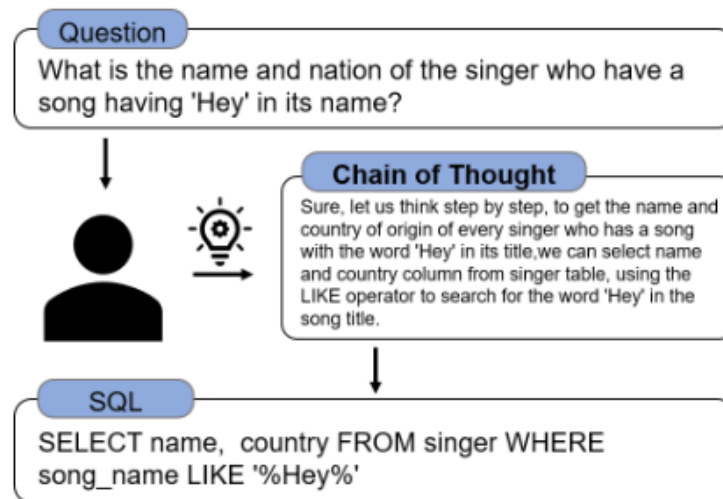 Question
What is the name and nation of the singer who have a
song having 'Hey' in its name?
Chain of Thought
Sure, let us think step by step, to get the name and
country of origin of every singer who has a song
with the word 'Hey' in its title,we can select name
and country column from singer table, using the
LIKE operator to search for the word 'Hey' in the
song title.
SQL
SELECT name, country FROM singer WHERE
song_name LIKE '%Hey%'